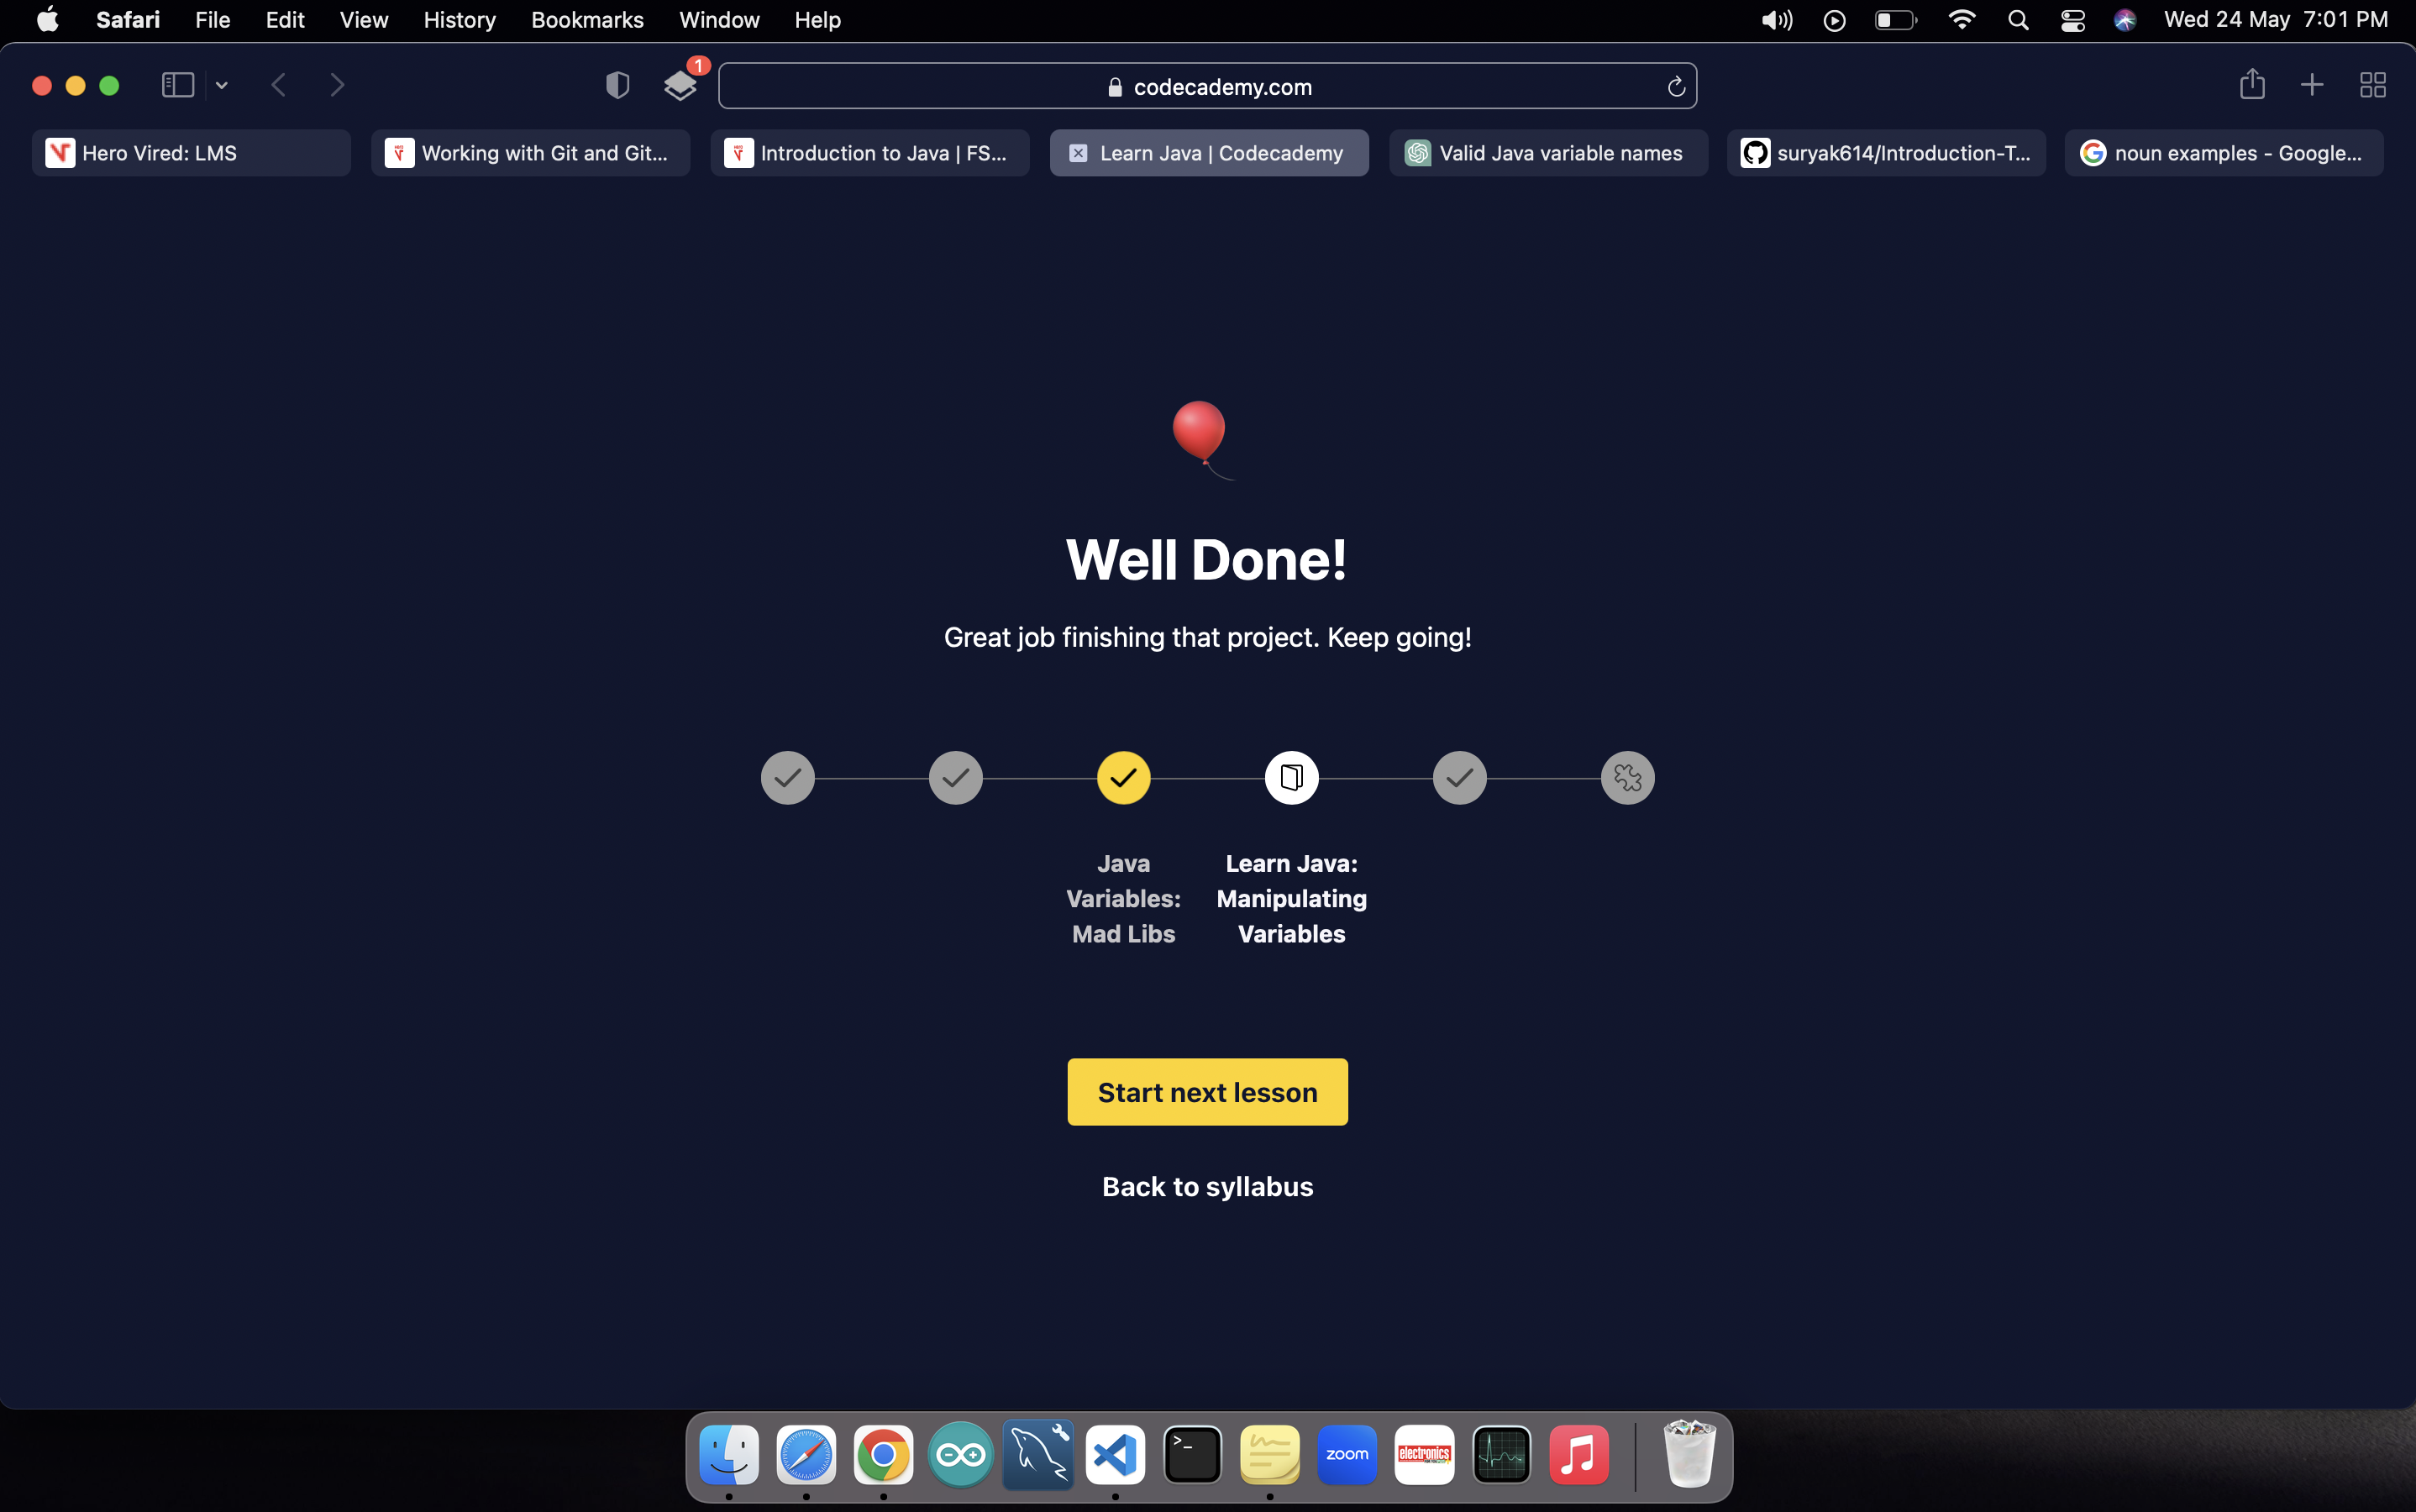 Safari File Edit View History Bookmarks Window Help Wed 24 May 7:01 PM
1
codecademy.com
Hero Vired: LMS
Working with Git and Git...
Introduction to Java | FS...
Learn Java | Codecademy
Valid Java variable names
suryak614/Introduction-T...
noun examples - Google...
Well Done!
Great job finishing that project. Keep going!
Java
Variables:
Mad Libs
Learn Java:
Manipulating
Variables
Start next lesson
Back to syllabus
>_
zoom
electronics